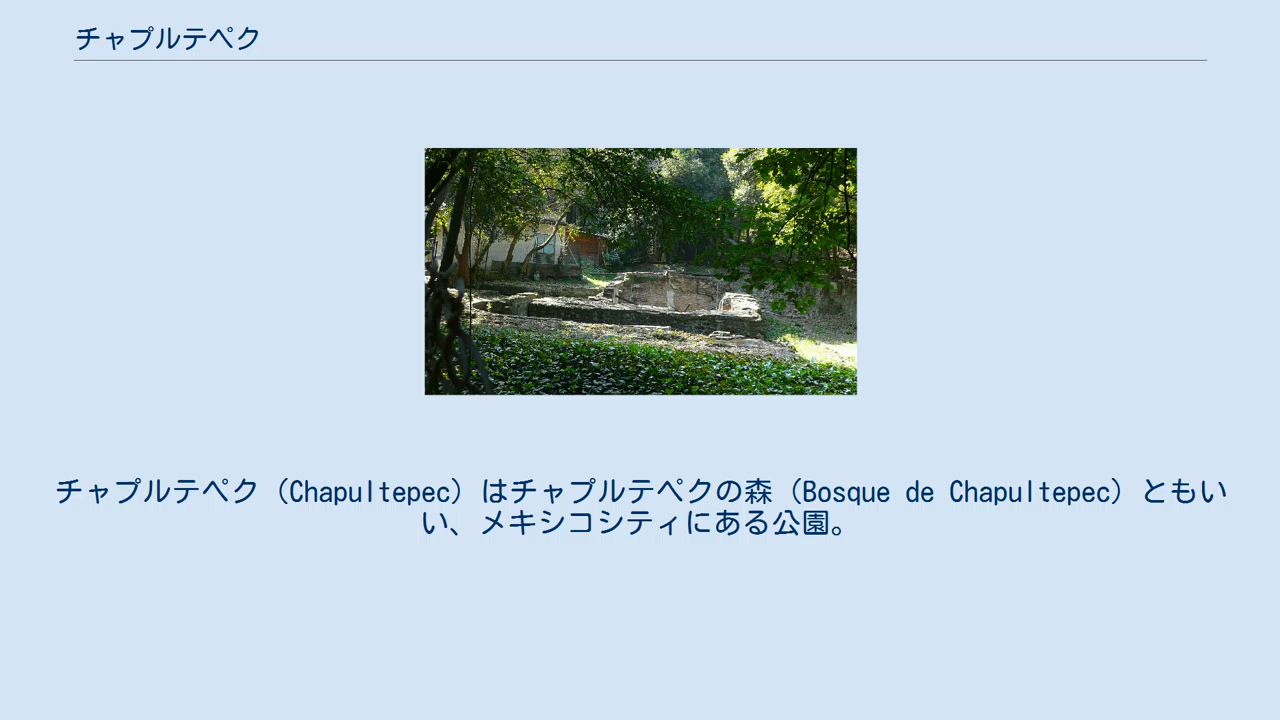 チャプルテペク
チャプルテペク（Chapultepec）はチャプルテペクの森（Bosque de Chapultepec）ともい
い、メキシコシティにある公園。